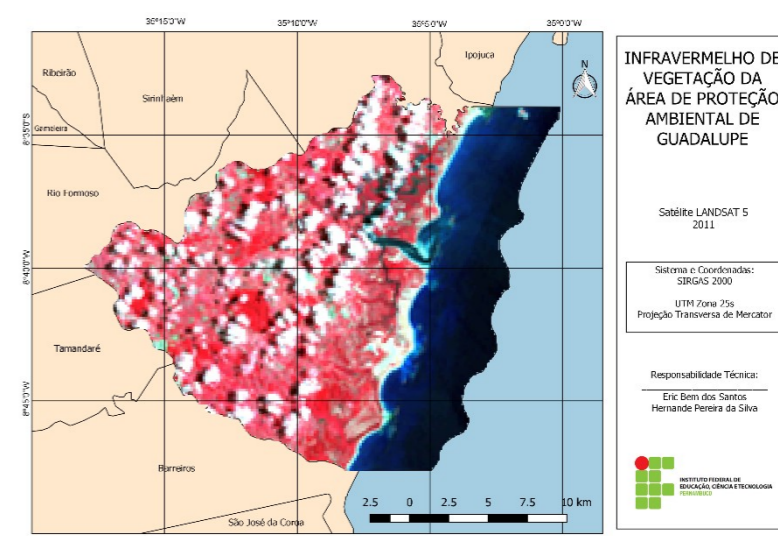 35°15'0"W 35°10'0"W 35°5'0"W 35°0'0"W
Ipojuca
N
Ribeirão
Sirinhaém
Gameleira
8°35'0"S
Rio Formoso
8°40'0"W
Tamandaré
8°45'0"W
Barreiros
São José da Coroa
2.5 0 2.5 5 7.5 10 km
INFRAVERMELHO DE
VEGETAÇÃO DA
ÁREA DE PROTEÇÃO
AMBIENTAL DE
GUADALUPE
Satélite LANDSAT 5
2011
Sistema e Coordenadas:
SIRGAS 2000
UTM Zona 25s
Projeção Transversa de Mercator
Responsabilidade Técnica:
Eric Bem dos Santos
Hernande Pereira da Silva
INSTITUTO FEDERAL DE
EDUCAÇÃO, CIÊNCIA E TECNOLOGIA
PERNAMBUCO